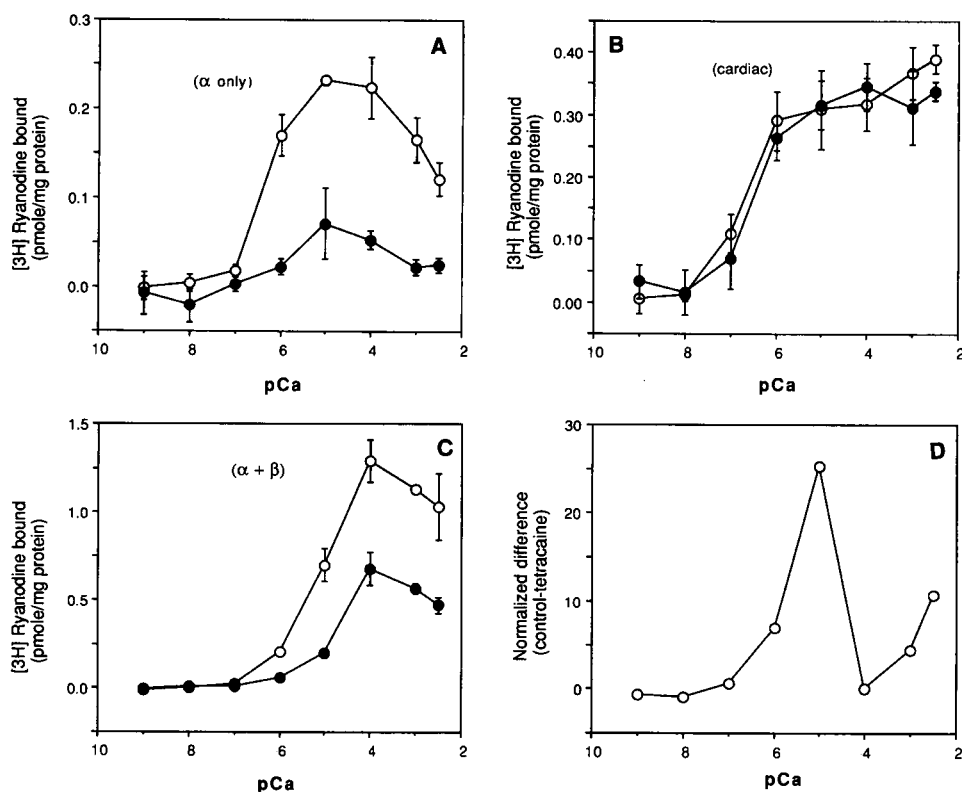 A
(α only)
[3H] Ryanodine bound
(pmole/mg protein)
0.3
0.2
0.1
0.0
10
8
6
4
2
pCa
B
(cardiac)
[3H] Ryanodine bound
(pmole/mg protein)
0.40
0.30
0.20
0.10
0.00
10
8
6
4
2
pCa
C
(α + β)
[3H] Ryanodine bound
(pmole/mg protein)
1.5
1.0
0.5
0.0
10
8
6
4
2
pCa
D
Normalized difference
(control-tetracaine)
30
20
10
0
10
8
6
4
2
pCa